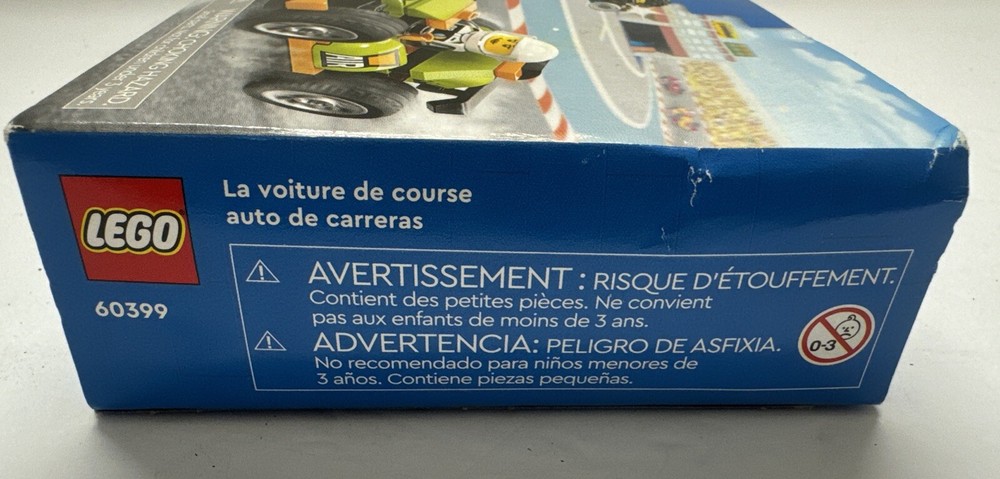 LEGO
60399
La voiture de course
auto de carreras
AVERTISSEMENT : RISQUE D'ÉTOUFFEMENT.
Contient des petites pièces. Ne convient
pas aux enfants de moins de 3 ans.
ADVERTENCIA: PELIGRO DE ASFIXIA.
No recomendado para niños menores de
3 años. Contiene piezas pequeñas.
0-3
CHOKING HAZARD.